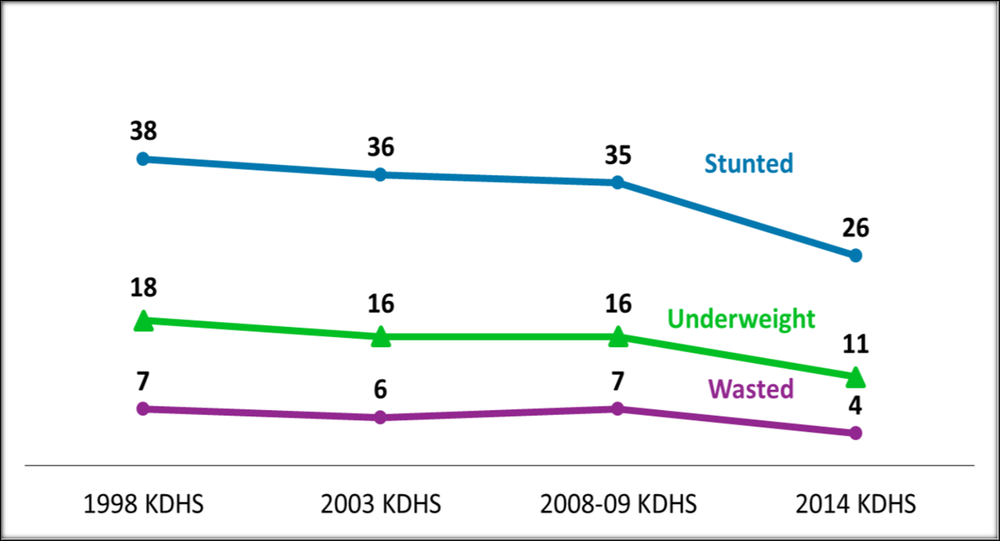 38
36
35
Stunted
26
18
16
16
Underweight
11
7
6
7
Wasted
4
1998 KDHS
2003 KDHS
2008-09 KDHS
2014 KDHS